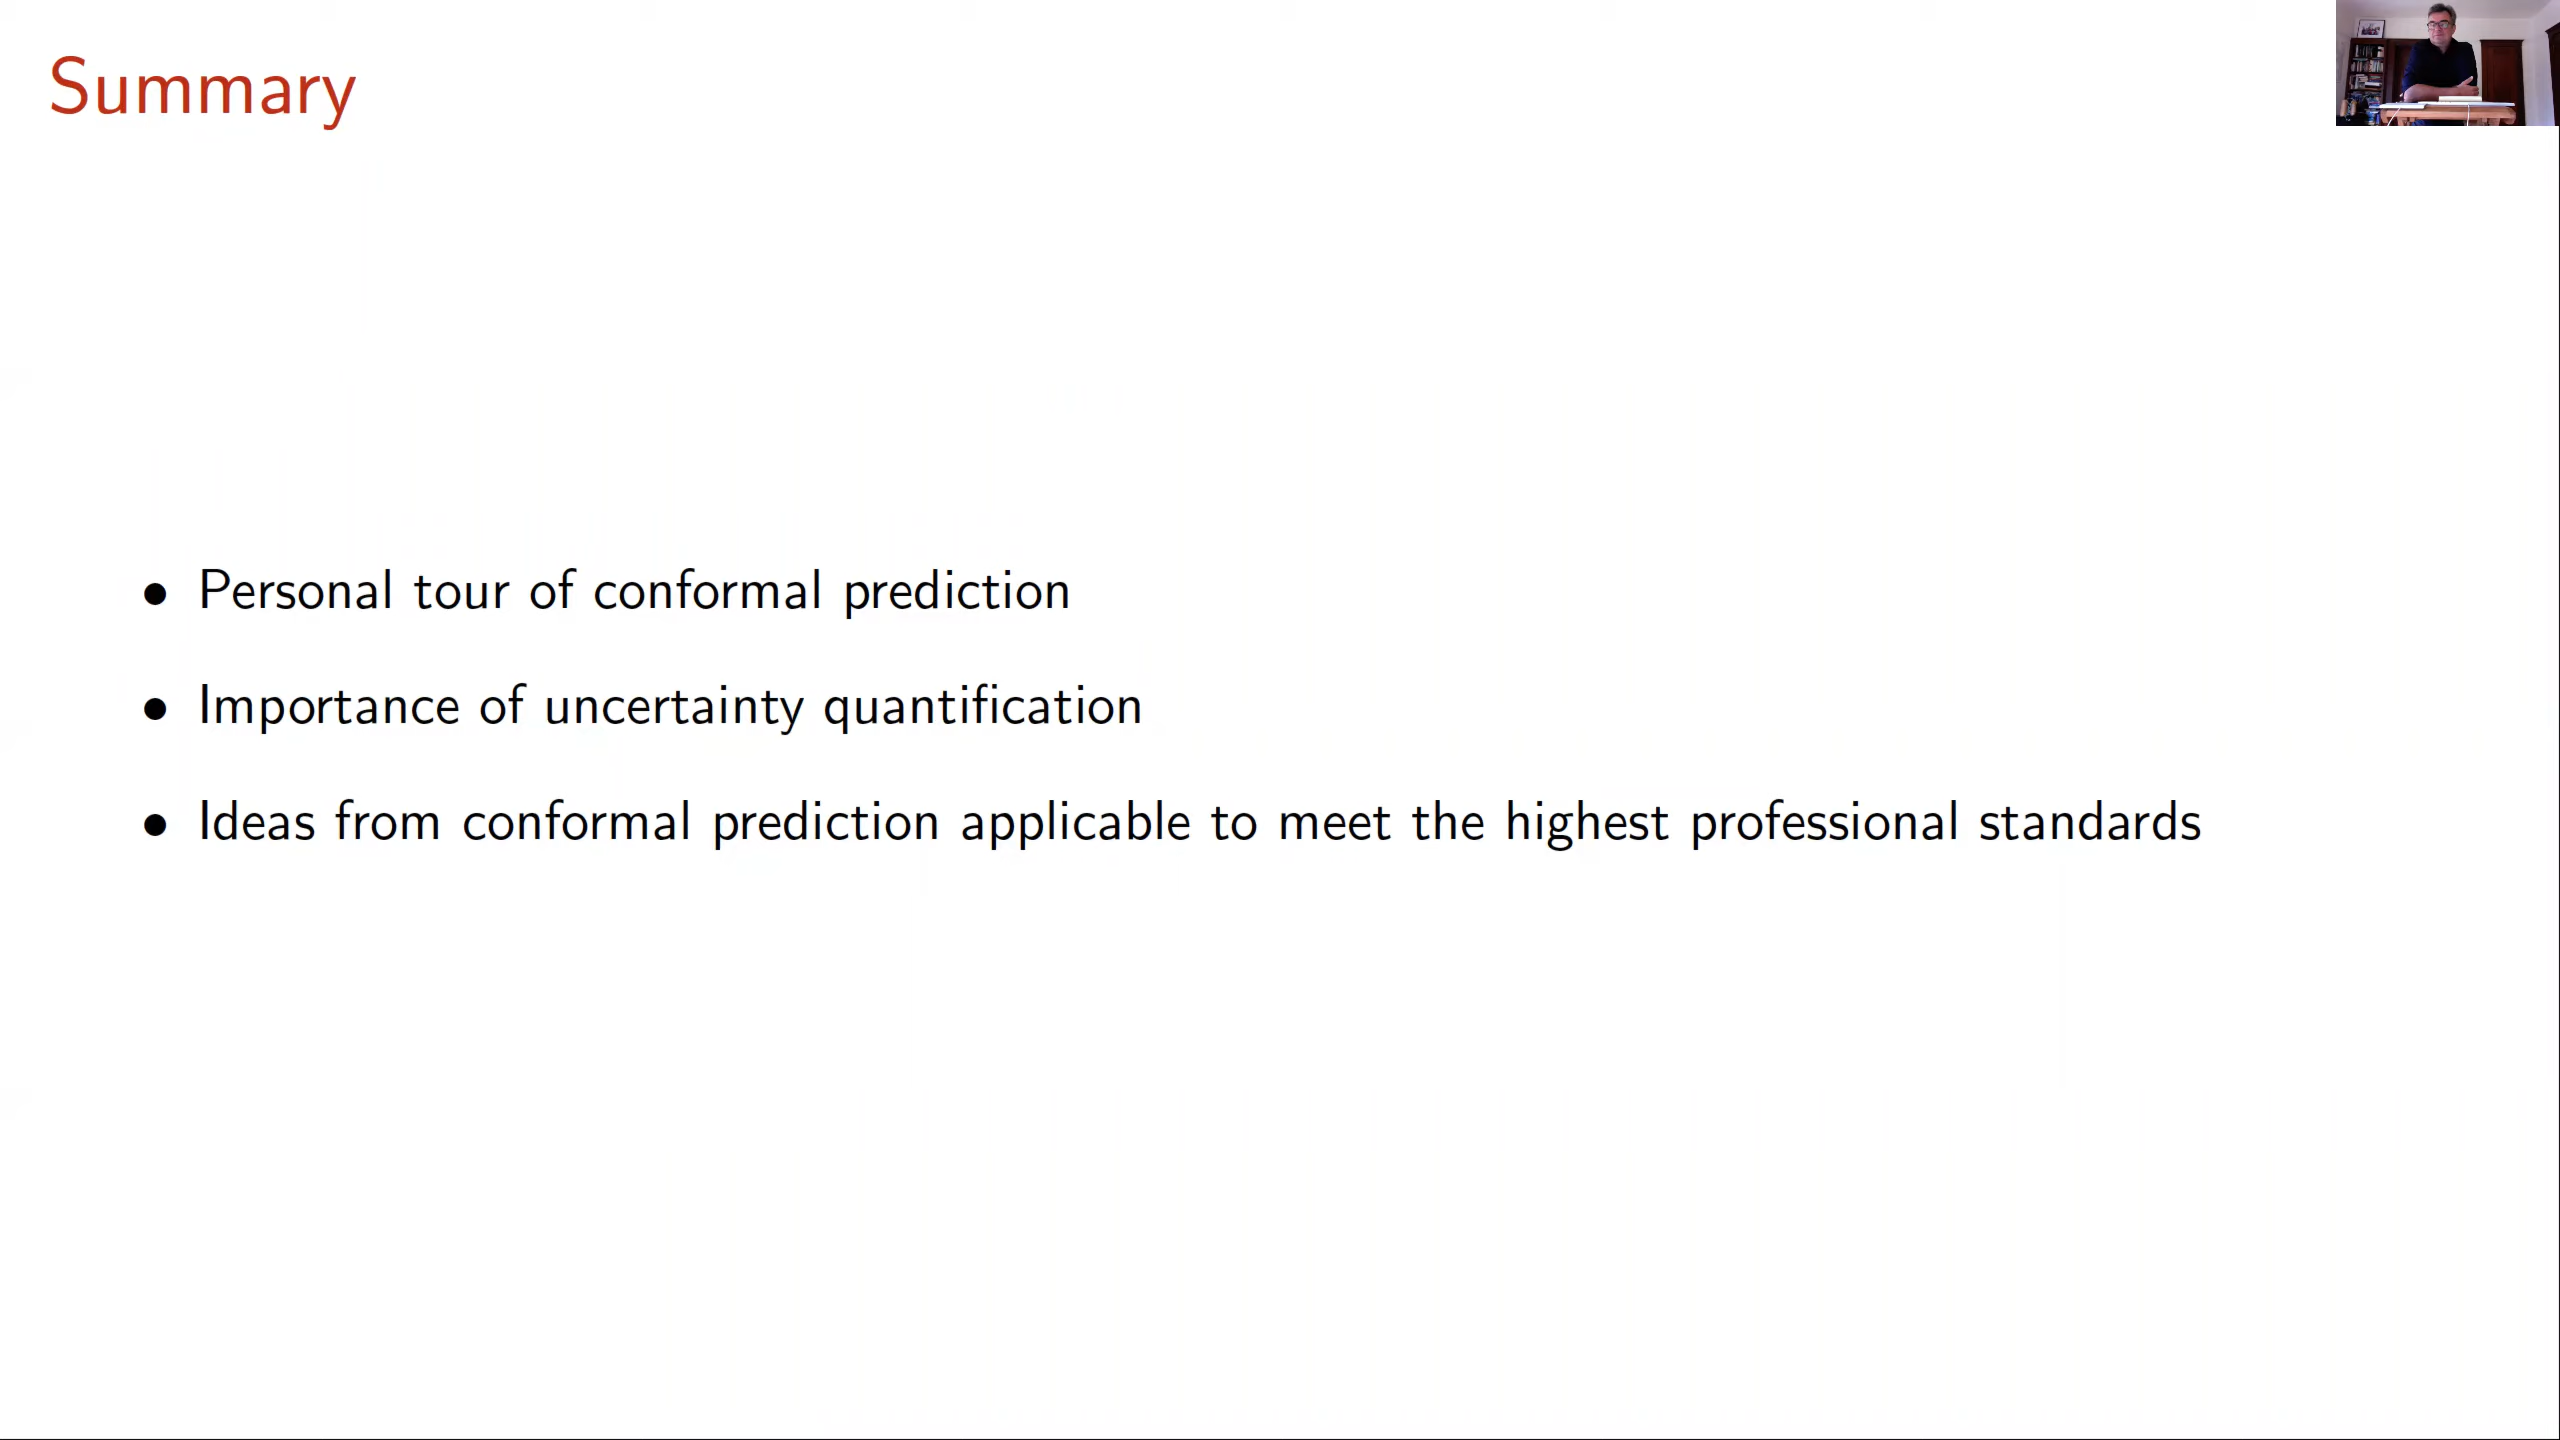 Summary
• Personal tour of conformal prediction
• Importance of uncertainty quantification
• Ideas from conformal prediction applicable to meet the highest professional standards